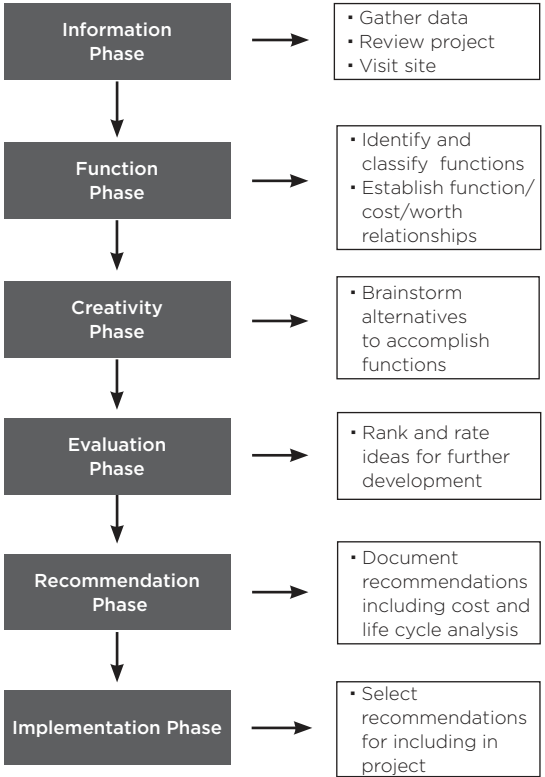 Information
Phase
▪ Gather data
▪ Review project
▪ Visit site
Function
Phase
▪ Identify and
classify functions
▪ Establish function/
cost/worth
relationships
Creativity
Phase
▪ Brainstorm
alternatives
to accomplish
functions
Evaluation
Phase
▪ Rank and rate
ideas for further
development
Recommendation
Phase
▪ Document
recommendations
including cost and
life cycle analysis
Implementation Phase
▪ Select
recommendations
for including in
project